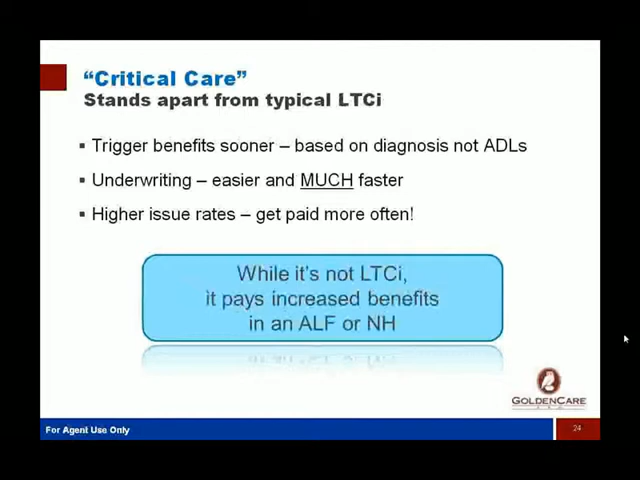 “Critical Care”
Stands apart from typical LTCi
▪ Trigger benefits sooner – based on diagnosis not ADLs
▪ Underwriting – easier and MUCH faster
▪ Higher issue rates – get paid more often!
While it's not LTCi,
it pays increased benefits
in an ALF or NH
GOLDENCARE
For Agent Use Only
24